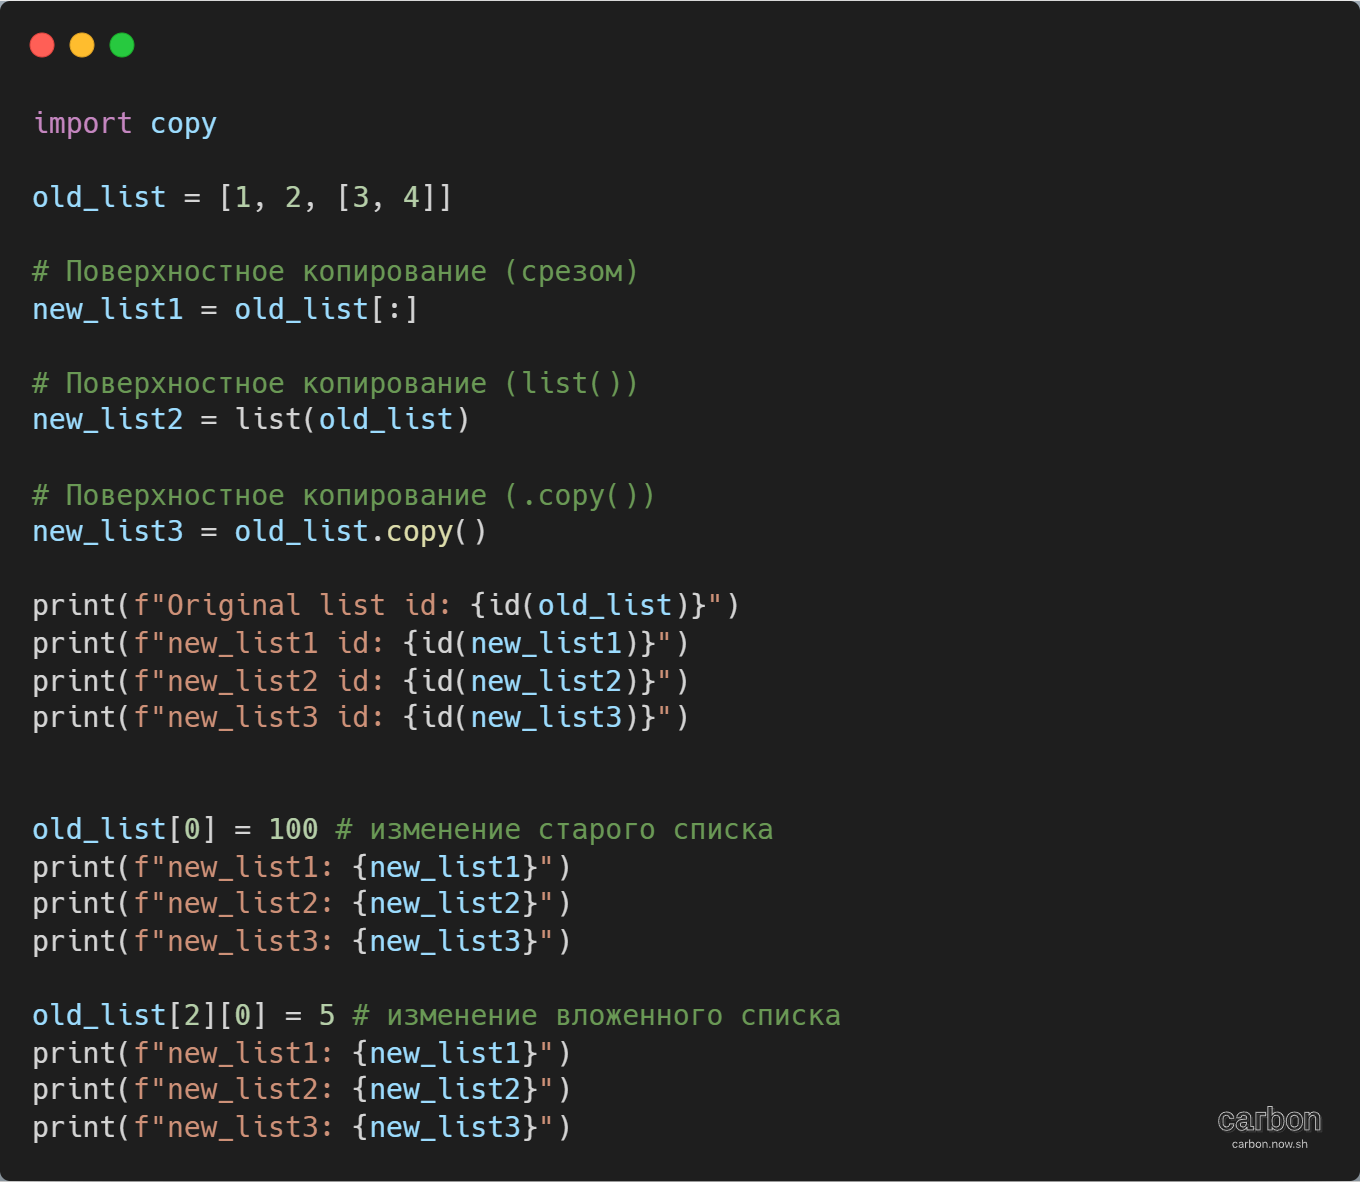 import copy
old_list = [1, 2, [3, 4]]
# Поверхностное копирование (срезом)
new_list1 = old_list[:]
# Поверхностное копирование (list())
new_list2 = list(old_list)
# Поверхностное копирование (.copy())
new_list3 = old_list.copy()
print(f"Original list id: {id(old_list)}")
print(f"new_list1 id: {id(new_list1)}")
print(f"new_list2 id: {id(new_list2)}")
print(f"new_list3 id: {id(new_list3)}")
old_list[0] = 100 # изменение старого списка
print(f"new_list1: {new_list1}")
print(f"new_list2: {new_list2}")
print(f"new_list3: {new_list3}")
old_list[2][0] = 5 # изменение вложенного списка
print(f"new_list1: {new_list1}")
print(f"new_list2: {new_list2}")
print(f"new_list3: {new_list3}")
carbon
carbon.now.sh